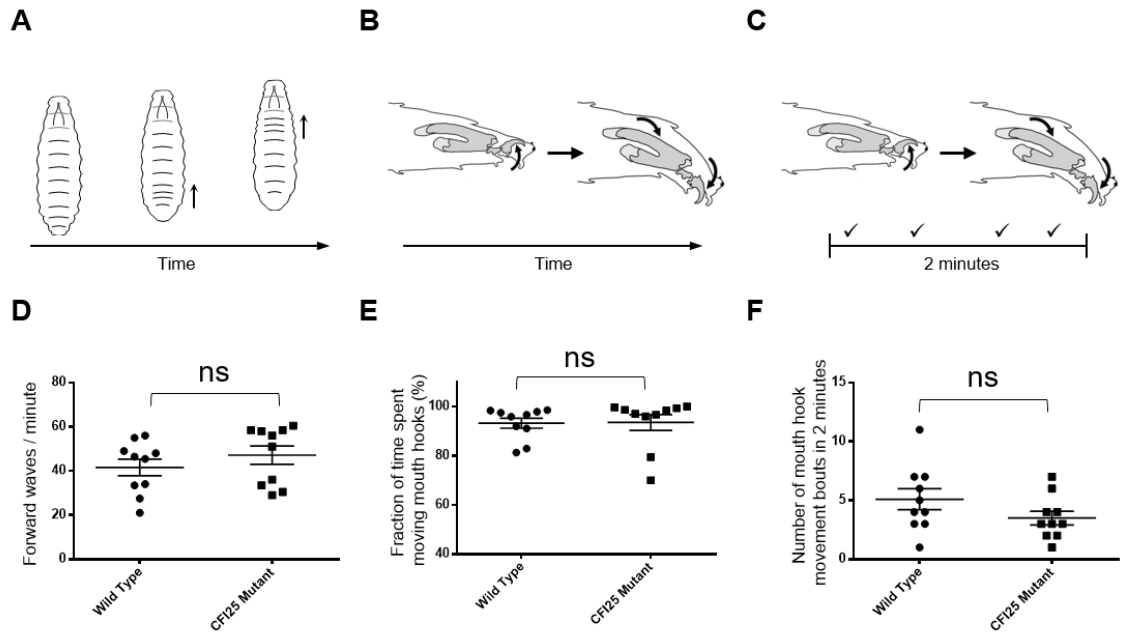 A
B
C
Time
Time
2 minutes
D
E
F
ns
ns
ns
Forward waves / minute
80
60
40
20
0
Wild Type
CFI25 Mutant
Fraction of time spent
moving mouth hooks (%)
100
80
60
40
Wild Type
CFI25 Mutant
Number of mouth hook
movement bouts in 2 minutes
15
10
5
0
Wild Type
CFI25 Mutant